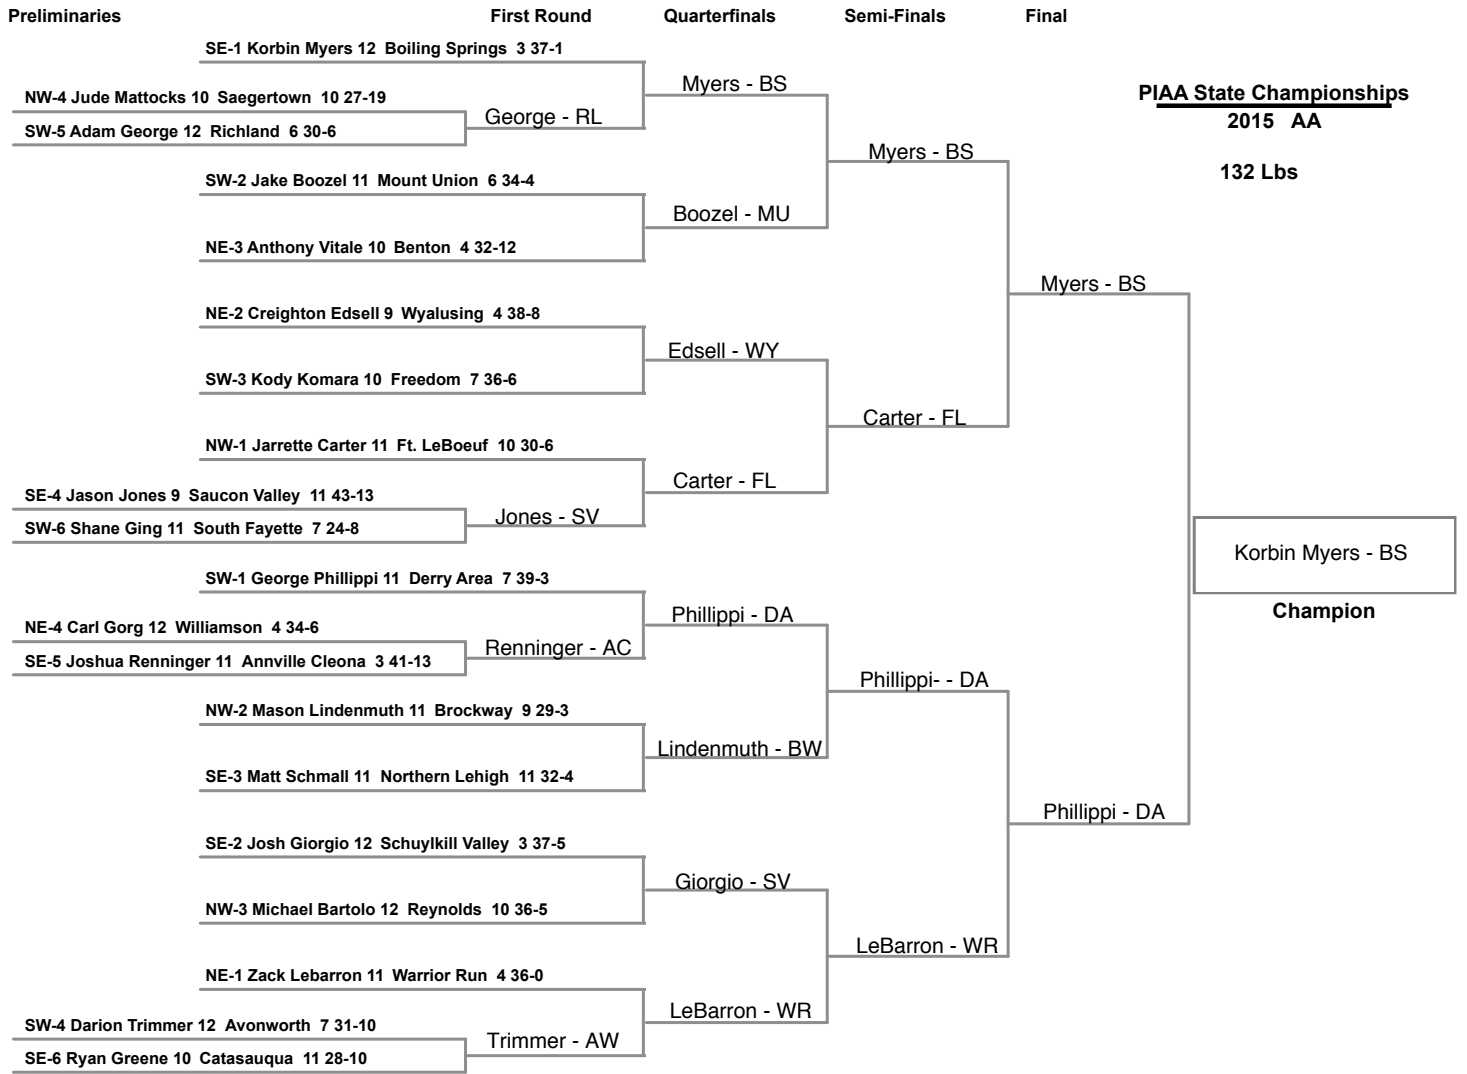 Preliminaries First Round Quarterfinals Semi-Finals Final
SE-1 Korbin Myers 12 Boiling Springs 3 37-1
Myers - BS
PIAA State Championships
NW-4 Jude Mattocks 10 Saegertown 10 27-19
George - RL
2015 AA
SW-5 Adam George 12 Richland 6 30-6
Myers - BS
132 Lbs
SW-2 Jake Boozel 11 Mount Union 6 34-4
Boozel - MU
NE-3 Anthony Vitale 10 Benton 4 32-12
Myers - BS
NE-2 Creighton Edsell 9 Wyalusing 4 38-8
Edsell - WY
SW-3 Kody Komara 10 Freedom 7 36-6
Carter - FL
NW-1 Jarrette Carter 11 Ft. LeBoeuf 10 30-6
Carter - FL
SE-4 Jason Jones 9 Saucon Valley 11 43-13
Jones - SV
SW-6 Shane Ging 11 South Fayette 7 24-8
Korbin Myers - BS
SW-1 George Phillippi 11 Derry Area 7 39-3
Champion
Phillippi - DA
NE-4 Carl Gorg 12 Williamson 4 34-6
Renninger - AC
SE-5 Joshua Renninger 11 Annville Cleona 3 41-13
Phillippi- - DA
NW-2 Mason Lindenmuth 11 Brockway 9 29-3
Lindenmuth - BW
SE-3 Matt Schmall 11 Northern Lehigh 11 32-4
Phillippi - DA
SE-2 Josh Giorgio 12 Schuylkill Valley 3 37-5
Giorgio - SV
NW-3 Michael Bartolo 12 Reynolds 10 36-5
LeBarron - WR
NE-1 Zack Lebarron 11 Warrior Run 4 36-0
LeBarron - WR
SW-4 Darion Trimmer 12 Avonworth 7 31-10
Trimmer - AW
SE-6 Ryan Greene 10 Catasauqua 11 28-10